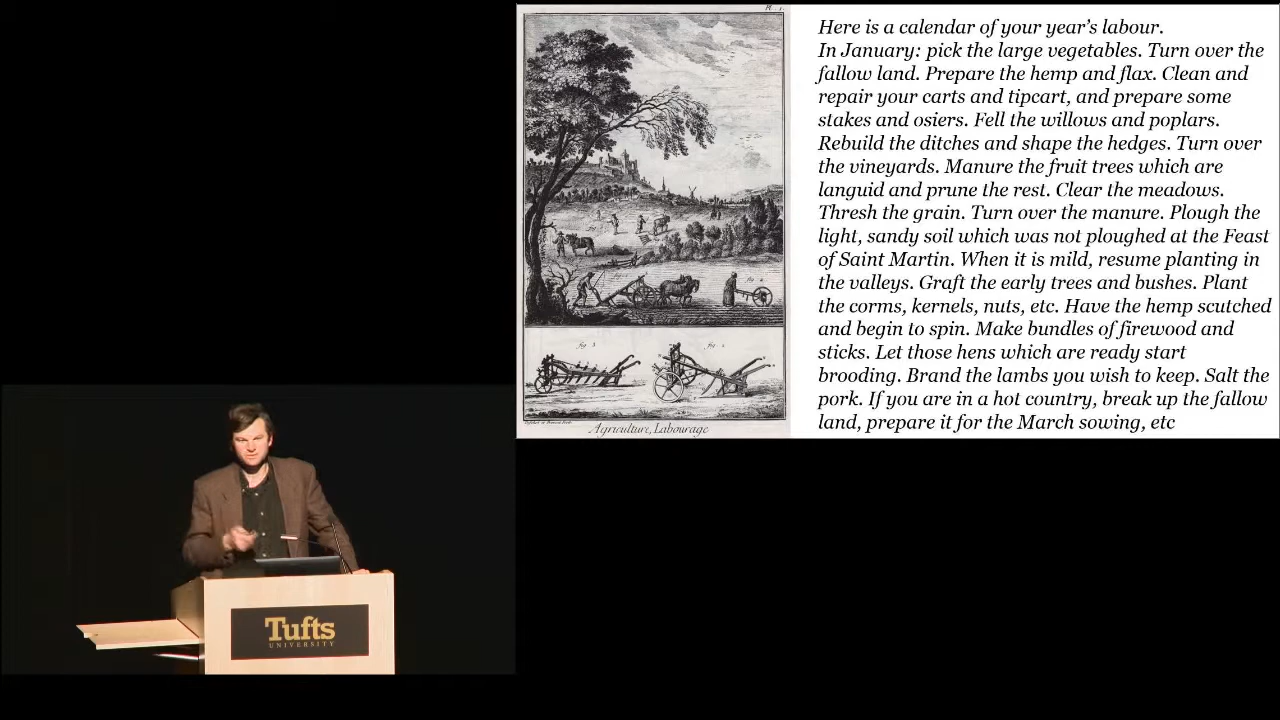 Pl. 1.
Here is a calendar of your year's labour.
In January: pick the large vegetables. Turn over the
fallow land. Prepare the hemp and flax. Clean and
repair your carts and tipcart, and prepare some
stakes and osiers. Fell the willows and poplars.
Rebuild the ditches and shape the hedges. Turn over
the vineyards. Manure the fruit trees which are
languid and prune the rest. Clear the meadows.
Thresh the grain. Turn over the manure. Plough the
light, sandy soil which was not ploughed at the Feast
of Saint Martin. When it is mild, resume planting in
the valleys. Graft the early trees and bushes. Plant
the corms, kernels, nuts, etc. Have the hemp scutched
and begin to spin. Make bundles of firewood and
sticks. Let those hens which are ready start
brooding. Brand the lambs you wish to keep. Salt the
pork. If you are in a hot country, break up the fallow
land, prepare it for the March sowing, etc
Agriculture, Labourage
Tufts
UNIVERSITY